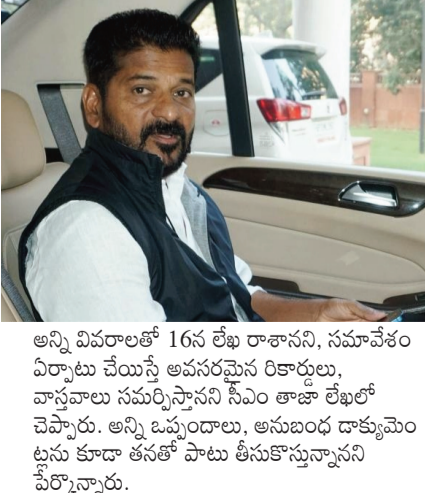 అన్ని వివరాలతో 16న లేఖ రాశానని, సమావేశం
ఏర్పాటు చేయిస్తే అవసరమైన రికార్డులు,
వాస్తవాలు సమర్పిస్తానని సీఎం తాజా లేఖలో
చెప్పారు. అన్ని ఒప్పందాలు, అనుబంధ డాక్యుమెం
ట్లను కూడా తనతో పాటు తీసుకొస్తున్నానని
పేర్కొన్నారు.